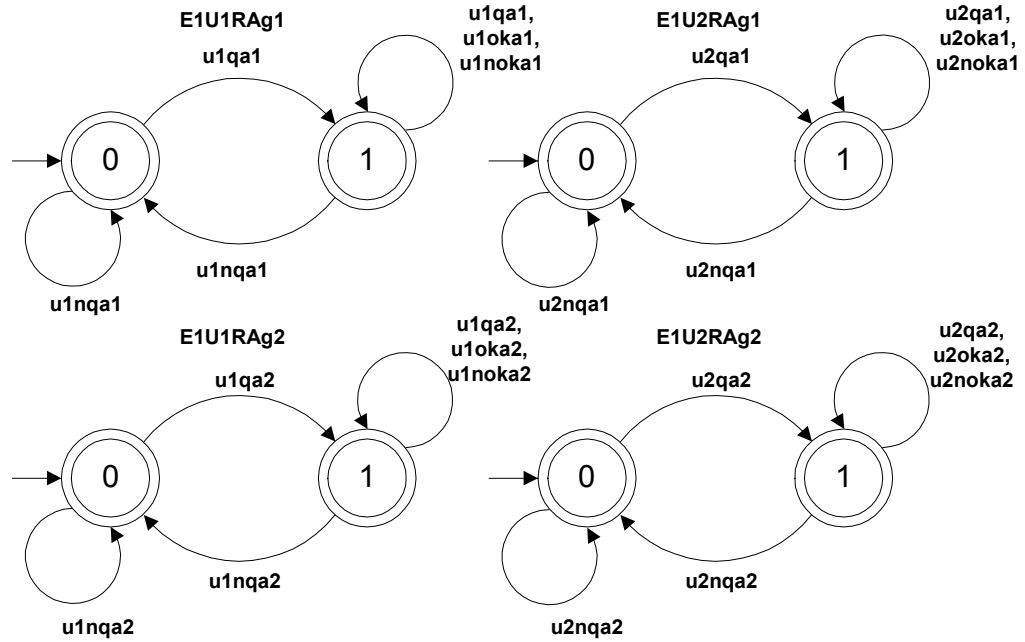 E1U1RAg1
u1qa1
u1qa1,
u1oka1,
u1noka1
0
1
u1nqa1
u1nqa1
E1U2RAg1
u2qa1
u2qa1,
u2oka1,
u2noka1
0
1
u2nqa1
u2nqa1
E1U1RAg2
u1qa2
u1qa2,
u1oka2,
u1noka2
0
1
u1nqa2
u1nqa2
E1U2RAg2
u2qa2
u2qa2,
u2oka2,
u2noka2
0
1
u2nqa2
u2nqa2